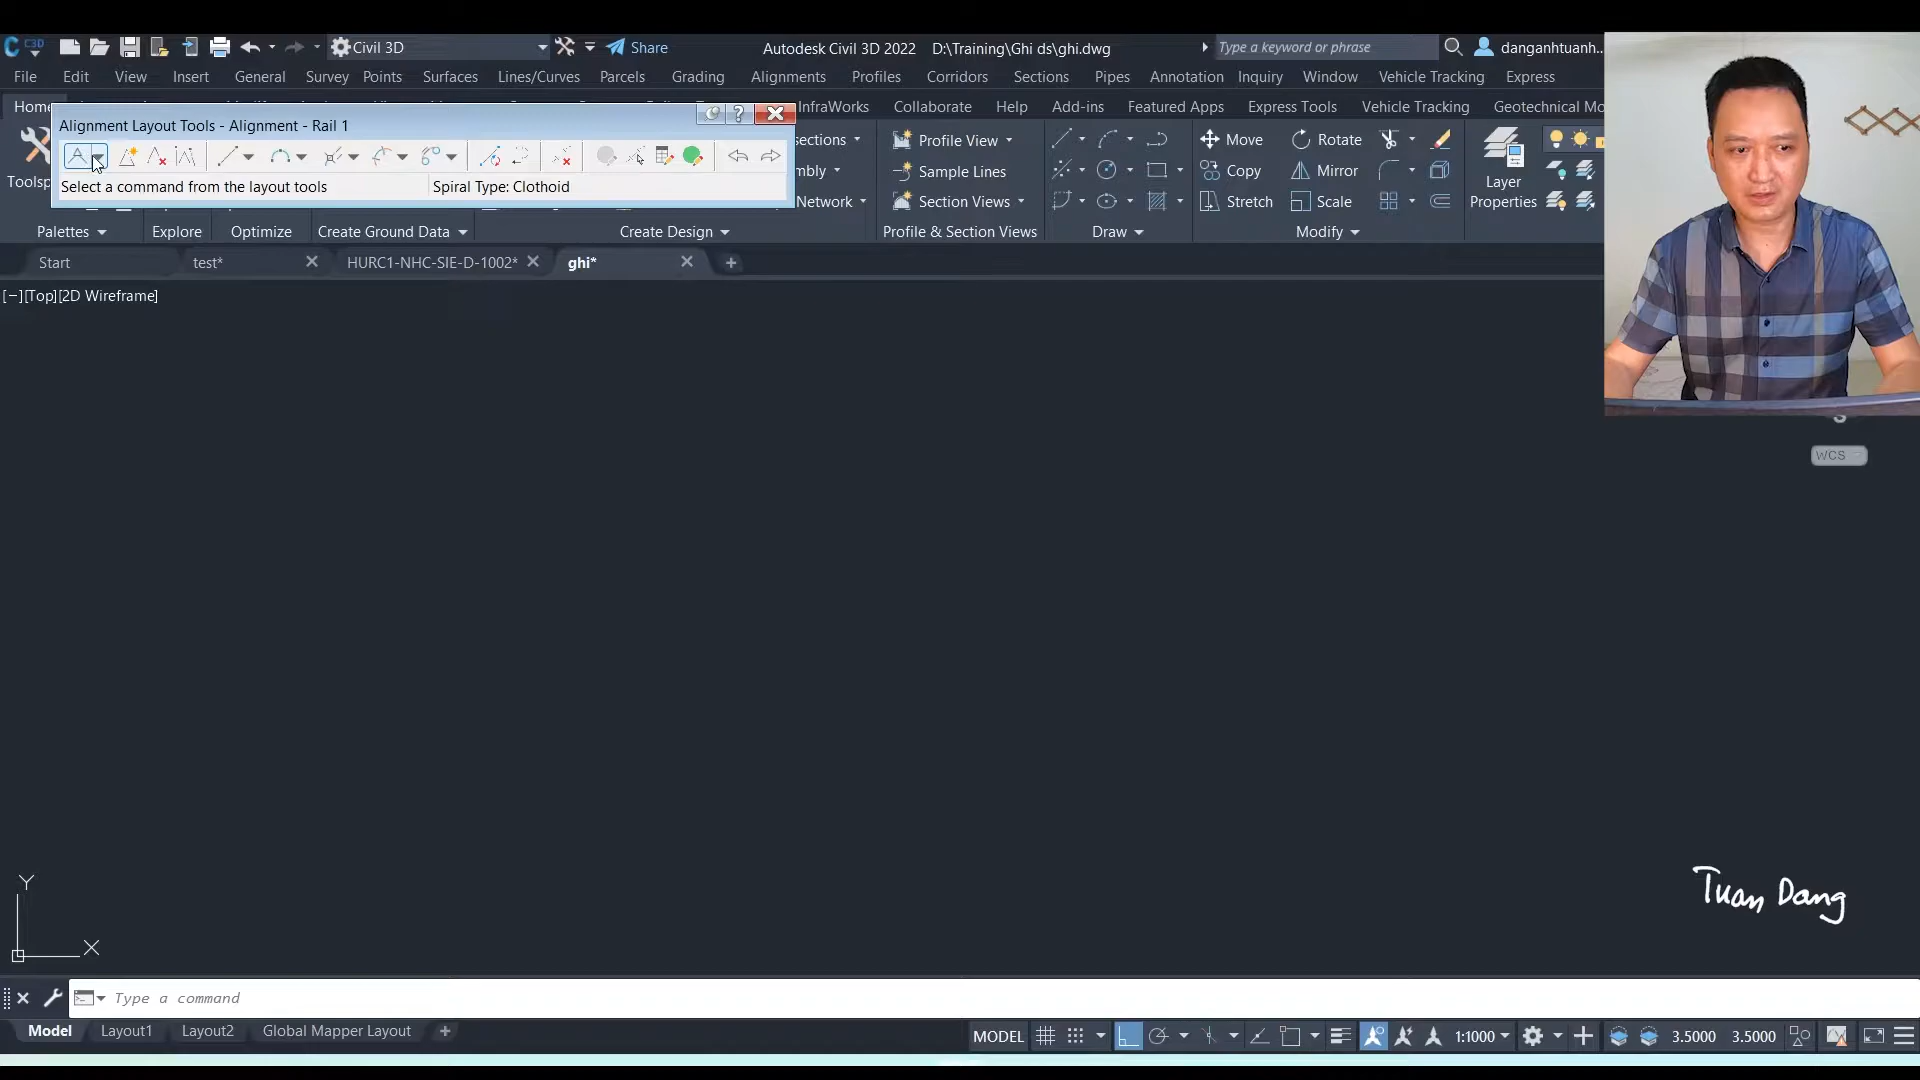 C3D
Civil 3D
Share
Autodesk Civil 3D 2022 D:\Training\Ghi ds\ghi.dwg
Type a keyword or phrase
danganhtuanh...
File Edit View Insert General Survey Points Surfaces Lines/Curves Parcels Grading Alignments Profiles Corridors Sections Pipes Annotation Inquiry Window Vehicle Tracking Express
Home InfraWorks Collaborate Help Add-ins Featured Apps Express Tools Vehicle Tracking Geotechnical Mo
Alignment Layout Tools - Alignment - Rail 1
Select a command from the layout tools
Spiral Type: Clothoid
Toolsp
ections
mbly
Network
Profile View
Sample Lines
Section Views
Move Rotate
Copy Mirror
Stretch Scale
Layer
Properties
Palettes Explore Optimize Create Ground Data Create Design Profile & Section Views Draw Modify
Start test* HURC1-NHC-SIE-D-1002* ghi*
[−][Top][2D Wireframe]
S
WCS
Tuan Dang
Y
X
Type a command
Model Layout1 Layout2 Global Mapper Layout
MODEL 1:1000 3.5000 3.5000